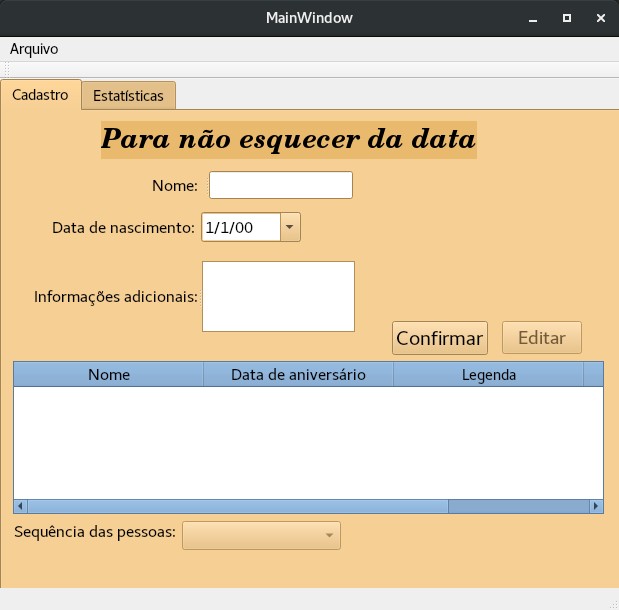 MainWindow
Arquivo
Cadastro Estatísticas
Para não esquecer da data
Nome:
Data de nascimento: 1/1/00
Informações adicionais:
Confirmar Editar
Nome Data de aniversário Legenda
Sequência das pessoas: